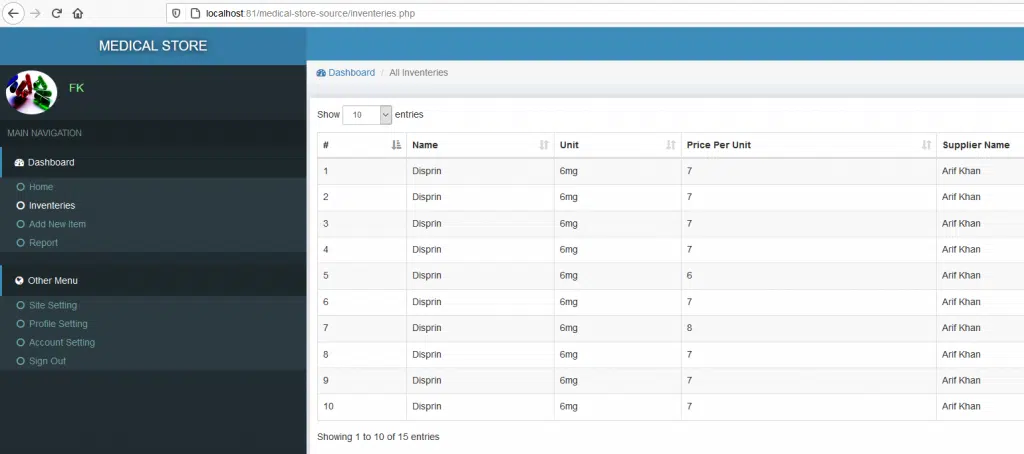 localhost:81/medical-store-source/inventeries.php
MEDICAL STORE
FK
MAIN NAVIGATION
Dashboard
Home
Inventeries
Add New Item
Report
Other Menu
Site Setting
Profile Setting
Account Setting
Sign Out
Dashboard / All Inventeries
Show 10 entries
# Name Unit Price Per Unit Supplier Name
1 Disprin 6mg 7 Arif Khan
2 Disprin 6mg 7 Arif Khan
3 Disprin 6mg 7 Arif Khan
4 Disprin 6mg 7 Arif Khan
5 Disprin 6mg 6 Arif Khan
6 Disprin 6mg 7 Arif Khan
7 Disprin 6mg 8 Arif Khan
8 Disprin 6mg 7 Arif Khan
9 Disprin 6mg 7 Arif Khan
10 Disprin 6mg 7 Arif Khan
Showing 1 to 10 of 15 entries